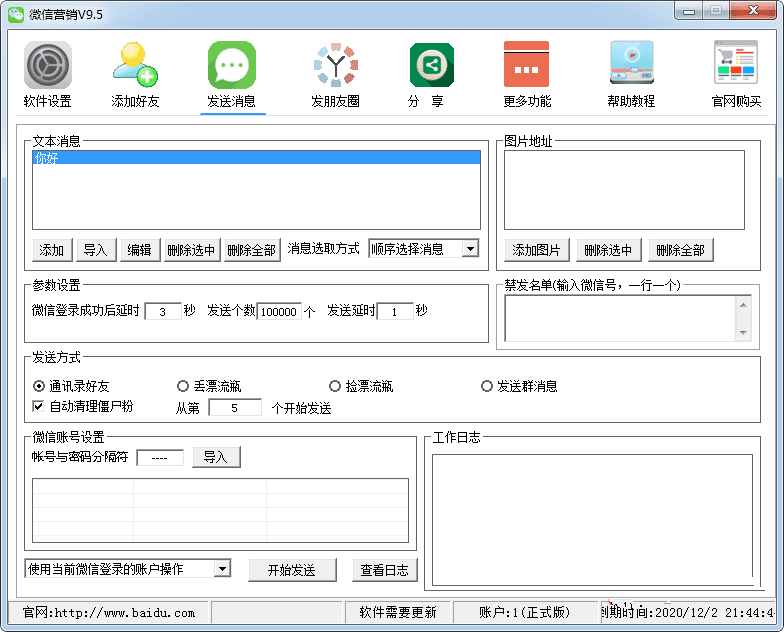 微信营销V9.5
软件设置 添加好友 发送消息 发朋友圈 分 享 更多功能 帮助教程 官网购买
文本消息
你好
添加 导入 编辑 删除选中 删除全部 消息选取方式 顺序选择消息
图片地址
添加图片 删除选中 删除全部
参数设置
微信登录成功后延时 3 秒 发送个数 100000 个 发送延时 1 秒
禁发名单(输入微信号，一行一个)
发送方式
通讯录好友 丢漂流瓶 捡漂流瓶 发送群消息
自动清理僵尸粉 从第 5 个开始发送
微信账号设置
帐号与密码分隔符 ---- 导入
工作日志
使用当前微信登录的账户操作 开始发送 查看日志
官网:http://www.baidu.com 软件需要更新 账户:1(正式版) 到期时间:2020/12/2 21:44:4